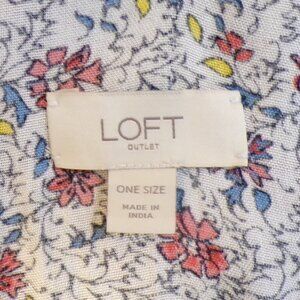 LOFT
OUTLET
ONE SIZE
MADE IN
INDIA